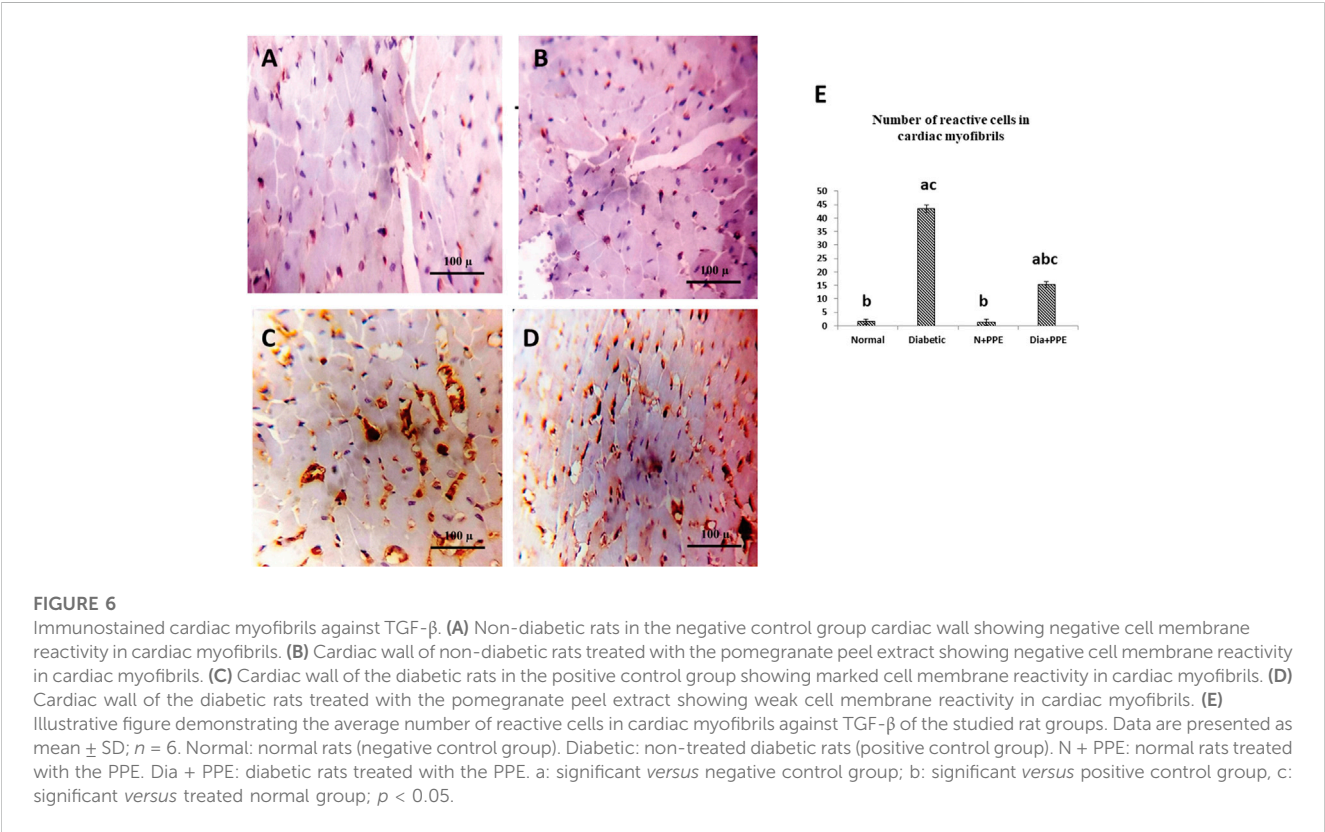 A
B
100 μ
100 μ
C
D
100 μ
100 μ
E
Number of reactive cells in
cardiac myofibrils
50
45
40
35
30
25
20
15
10
5
0
b
ac
b
abc
Normal
Diabetic
N+PPE
Dia+PPE
FIGURE 6
Immunostained cardiac myofibrils against TGF-β. (A) Non-diabetic rats in the negative control group cardiac wall showing negative cell membrane
reactivity in cardiac myofibrils. (B) Cardiac wall of non-diabetic rats treated with the pomegranate peel extract showing negative cell membrane reactivity
in cardiac myofibrils. (C) Cardiac wall of the diabetic rats in the positive control group showing marked cell membrane reactivity in cardiac myofibrils. (D)
Cardiac wall of the diabetic rats treated with the pomegranate peel extract showing weak cell membrane reactivity in cardiac myofibrils. (E)
Illustrative figure demonstrating the average number of reactive cells in cardiac myofibrils against TGF-β of the studied rat groups. Data are presented as
mean ± SD; n = 6. Normal: normal rats (negative control group). Diabetic: non-treated diabetic rats (positive control group). N + PPE: normal rats treated
with the PPE. Dia + PPE: diabetic rats treated with the PPE. a: significant versus negative control group; b: significant versus positive control group, c:
significant versus treated normal group; p < 0.05.